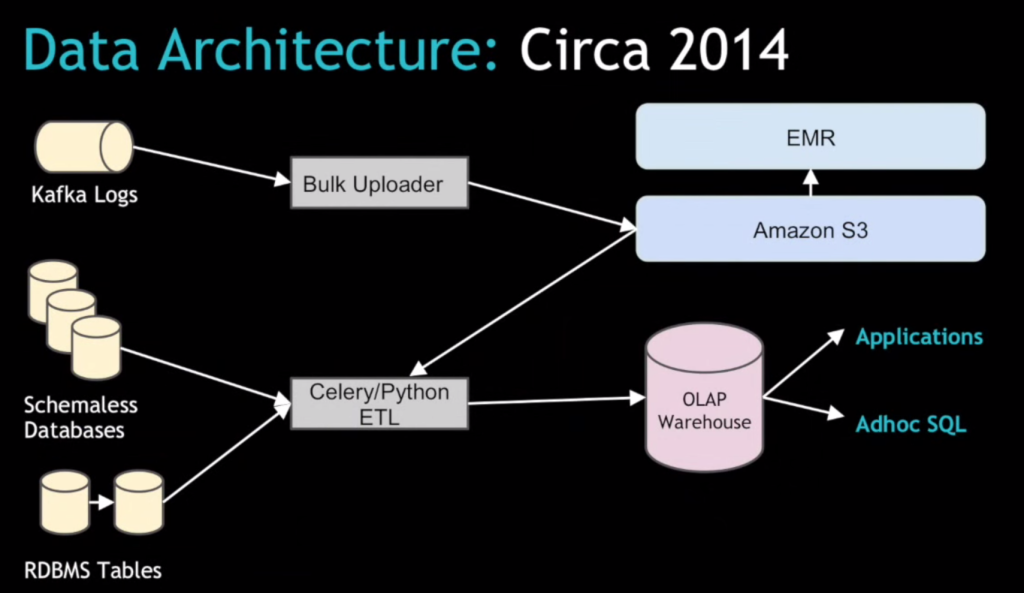 Data Architecture: Circa 2014
Kafka Logs
Bulk Uploader
EMR
Amazon S3
Schemaless
Databases
Celery/Python
ETL
OLAP
Warehouse
Applications
Adhoc SQL
RDBMS Tables